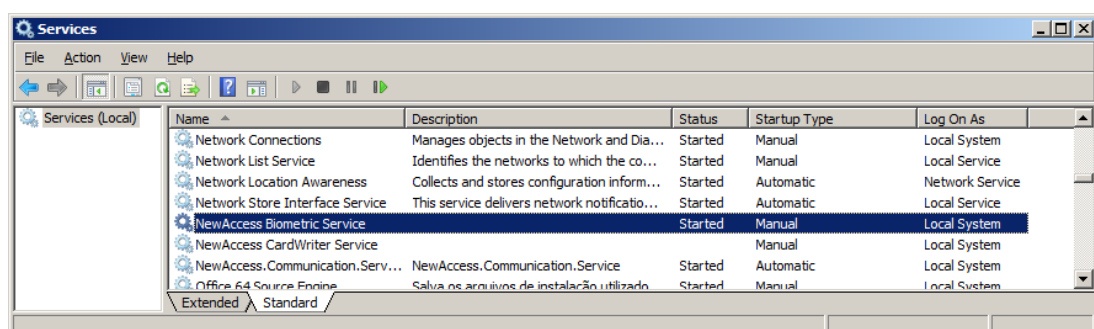 Services
File Action View Help
Services (Local)
Name Description Status Startup Type Log On As
Network Connections Manages objects in the Network and Dia... Started Manual Local System
Network List Service Identifies the networks to which the co... Started Manual Local Service
Network Location Awareness Collects and stores configuration inform... Started Automatic Network Service
Network Store Interface Service This service delivers network notificatio... Started Automatic Local Service
NewAccess Biometric Service Started Manual Local System
NewAccess CardWriter Service Manual Local System
NewAccess.Communication.Serv... NewAccess.Communication.Service Started Automatic Local System
Office 64 Source Engine Salva os arquivos de instalação utilizado Started Manual Local System
Extended Standard